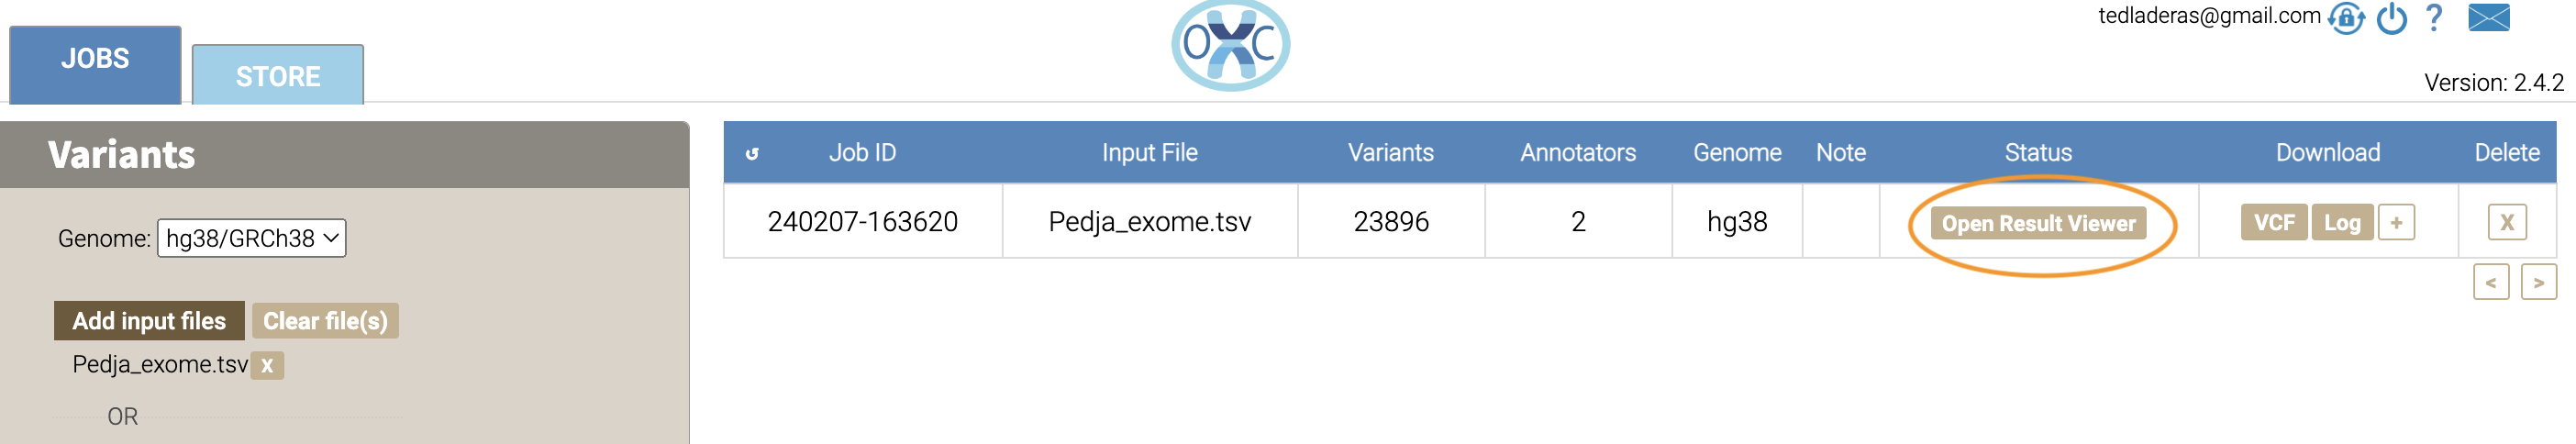 tedladeras@gmail.com ?
JOBS
STORE
OXC
Version: 2.4.2
Variants
Genome: hg38/GRCh38
Add input files Clear file(s)
Pedja_exome.tsv X
OR
↺ Job ID Input File Variants Annotators Genome Note Status Download Delete
240207-163620 Pedja_exome.tsv 23896 2 hg38 Open Result Viewer VCF Log + X
< >